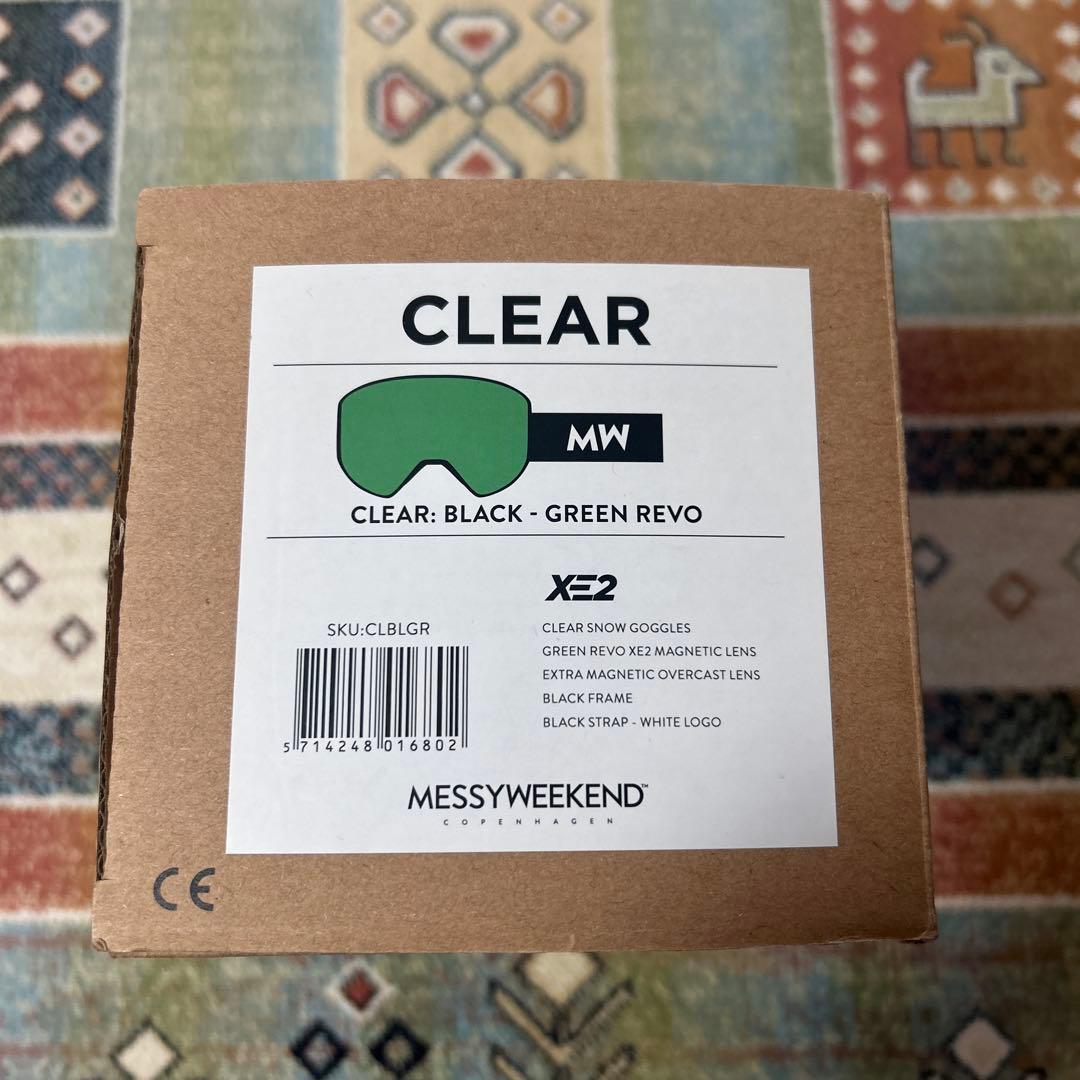 CLEAR
MW
CLEAR: BLACK - GREEN REVO
XE2
SKU:CLBLGR
CLEAR SNOW GOGGLES
GREEN REVO XE2 MAGNETIC LENS
EXTRA MAGNETIC OVERCAST LENS
BLACK FRAME
BLACK STRAP - WHITE LOGO
5 714248 016802
MESSYWEEKEND™
COPENHAGEN
CE